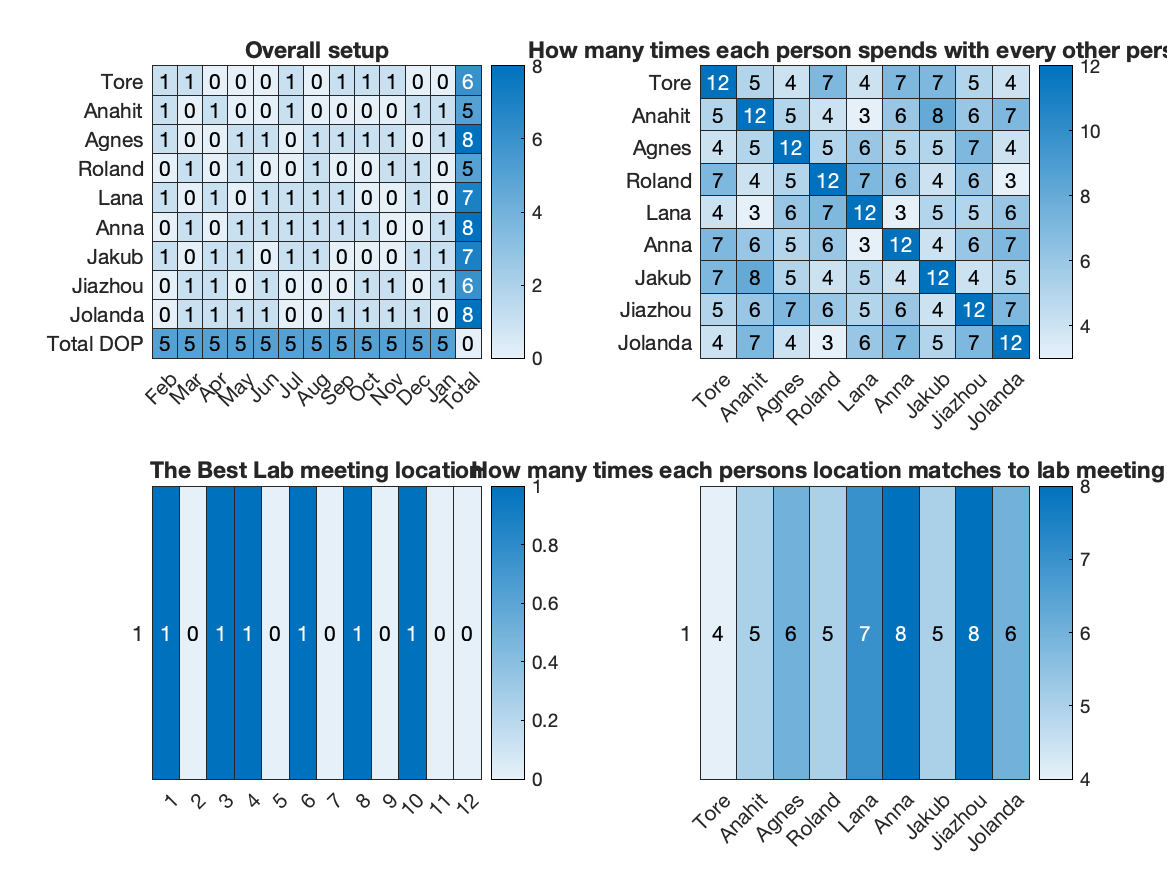 Overall setup
Tore 1 1 0 0 0 1 0 1 1 1 0 0 6
Anahit 1 0 1 0 0 1 0 0 0 0 1 1 5
Agnes 1 0 0 1 1 0 1 1 1 1 0 1 8
Roland 0 1 0 1 0 0 1 0 0 1 1 0 5
Lana 1 0 1 0 1 1 1 1 0 0 1 0 7
Anna 0 1 0 1 1 1 1 1 1 0 0 1 8
Jakub 1 0 1 1 0 1 1 0 0 0 1 1 7
Jiazhou 0 1 1 0 1 0 0 0 1 1 0 1 6
Jolanda 0 1 1 1 1 0 0 1 1 1 1 0 8
Total DOP 5 5 5 5 5 5 5 5 5 5 5 5 0
Feb Mar Apr May Jun Jul Aug Sep Oct Nov Dec Jan Total
8
6
4
2
0
How many times each person spends with every other pers
Tore 12 5 4 7 4 7 7 5 4
Anahit 5 12 5 4 3 6 8 6 7
Agnes 4 5 12 5 6 5 5 7 4
Roland 7 4 5 12 7 6 4 6 3
Lana 4 3 6 7 12 3 5 5 6
Anna 7 6 5 6 3 12 4 6 7
Jakub 7 8 5 4 5 4 12 4 5
Jiazhou 5 6 7 6 5 6 4 12 7
Jolanda 4 7 4 3 6 7 5 7 12
Tore Anahit Agnes Roland Lana Anna Jakub Jiazhou Jolanda
12
10
8
6
4
The Best Lab meeting location
1 1 0 1 1 0 1 0 1 0 1 0 0
1 2 3 4 5 6 7 8 9 10 11 12
1
0.8
0.6
0.4
0.2
0
How many times each persons location matches to lab meeting
1 4 5 6 5 7 8 5 8 6
Tore Anahit Agnes Roland Lana Anna Jakub Jiazhou Jolanda
8
7
6
5
4